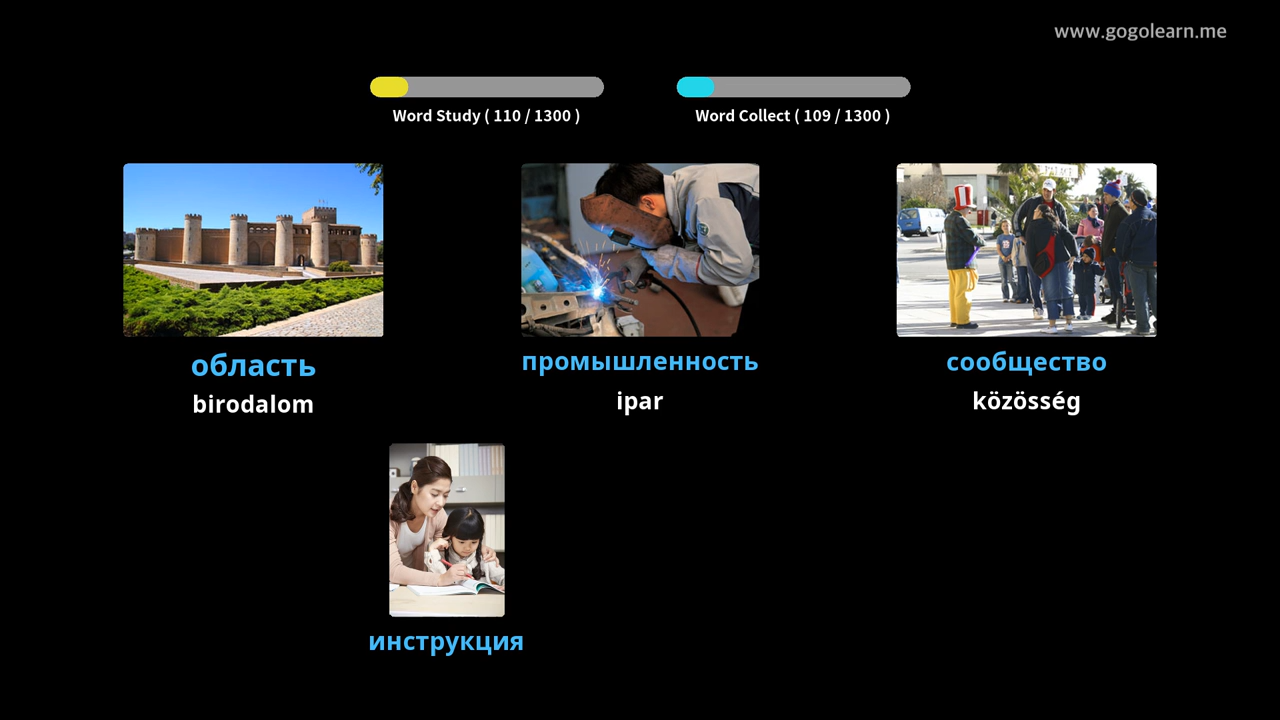 www.gogolearn.me
Word Study ( 110 / 1300 )
Word Collect ( 109 / 1300 )
область
birodalom
промышленность
ipar
сообщество
közösség
инструкция